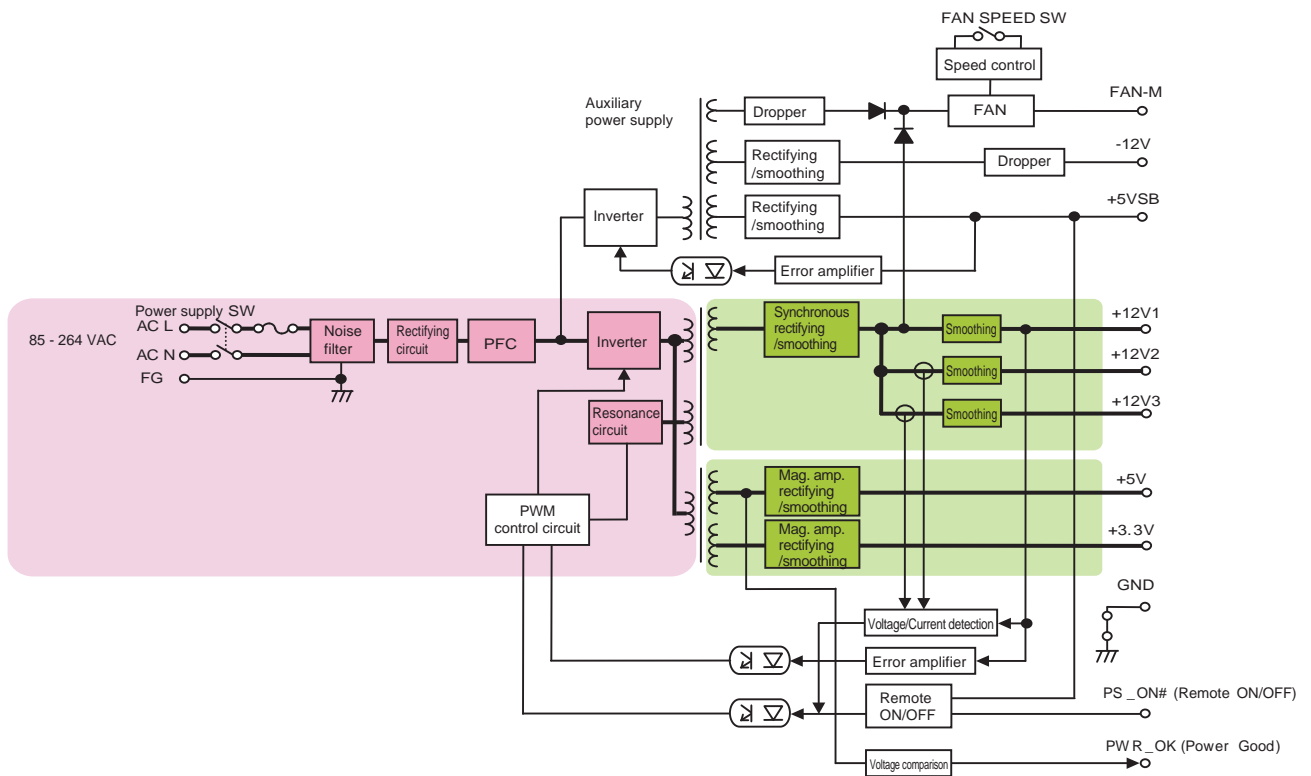 FAN SPEED SW
Speed control
FAN-M
Auxiliary
power supply
Dropper
FAN
-12V
Rectifying
/smoothing
Dropper
+5VSB
Inverter
Rectifying
/smoothing
Error amplifier
Power supply SW
AC L
85 - 264 VAC
AC N
FG
Noise
filter
Rectifying
circuit
PFC
Inverter
Synchronous
rectifying
/smoothing
Smoothing
+12V1
Smoothing
+12V2
Smoothing
+12V3
Resonance
circuit
PWM
control circuit
Mag. amp.
rectifying
/smoothing
+5V
Mag. amp.
rectifying
/smoothing
+3.3V
GND
Voltage/Current detection
Error amplifier
Remote
ON/OFF
PS_ON# (Remote ON/OFF)
Voltage comparison
PWR_OK (Power Good)